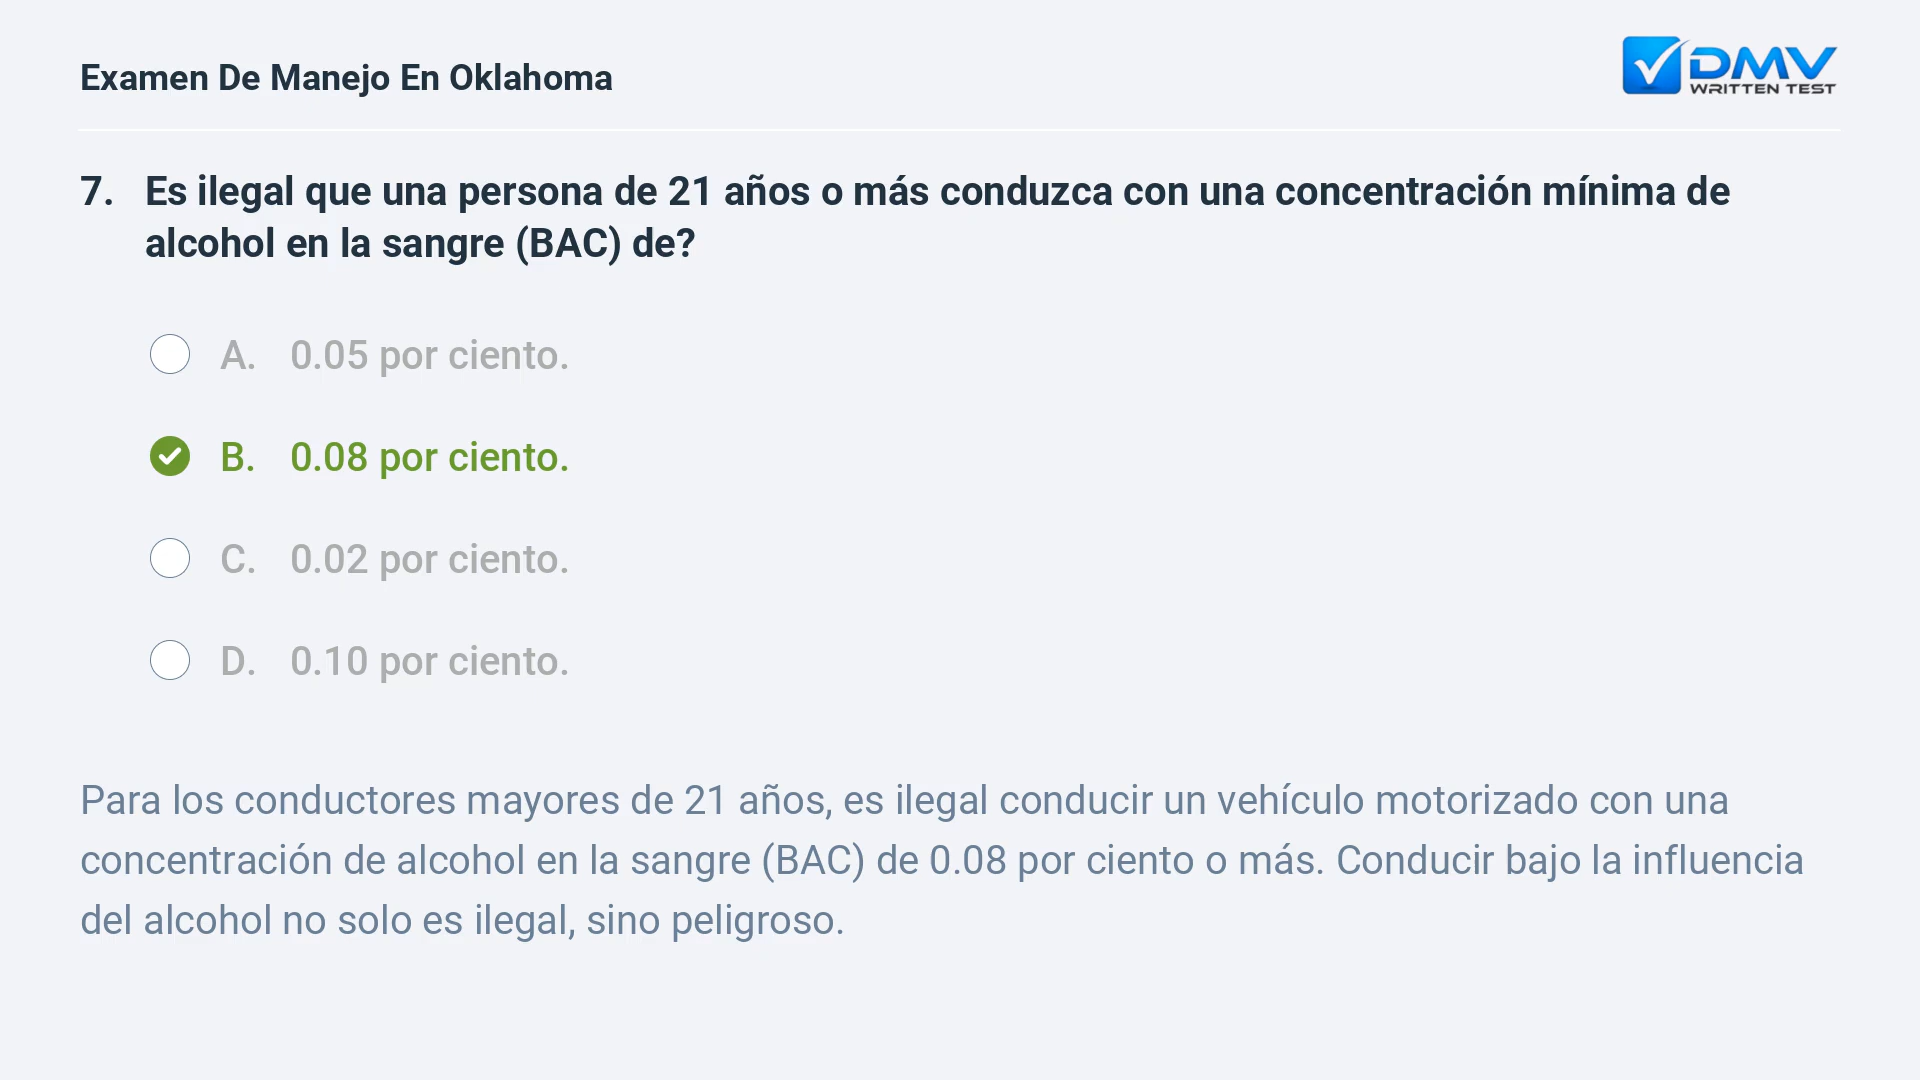 Examen De Manejo En Oklahoma
DMV
WRITTEN TEST
7. Es ilegal que una persona de 21 años o más conduzca con una concentración mínima de
alcohol en la sangre (BAC) de?
A. 0.05 por ciento.
B. 0.08 por ciento.
C. 0.02 por ciento.
D. 0.10 por ciento.
Para los conductores mayores de 21 años, es ilegal conducir un vehículo motorizado con una
concentración de alcohol en la sangre (BAC) de 0.08 por ciento o más. Conducir bajo la influencia
del alcohol no solo es ilegal, sino peligroso.